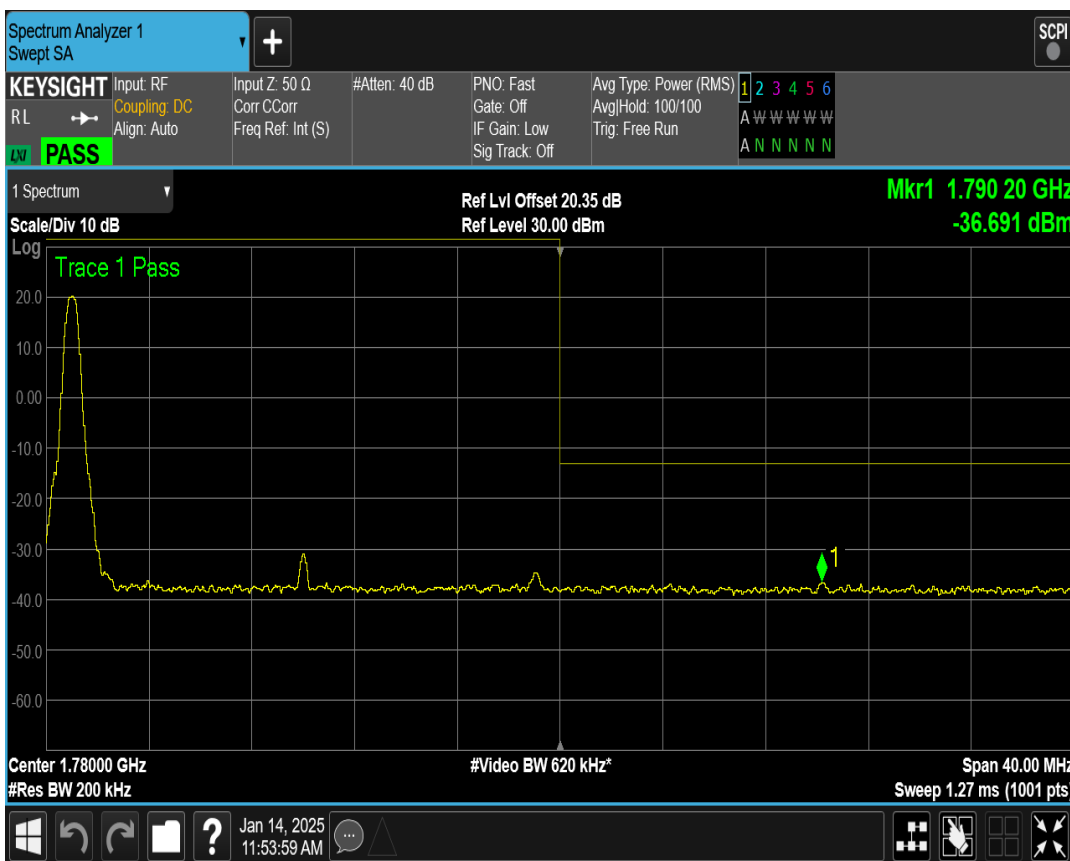 Spectrum Analyzer 1
Swept SA
+
SCPI
KEYSIGHT
RL
LXI
PASS
Input: RF
Coupling: DC
Align: Auto
Input Z: 50 Ω
Corr CCorr
Freq Ref: Int (S)
#Atten: 40 dB
PNO: Fast
Gate: Off
IF Gain: Low
Sig Track: Off
Avg Type: Power (RMS)
Avg|Hold: 100/100
Trig: Free Run
1 2 3 4 5 6
A W W W W W
A N N N N N
1 Spectrum
Scale/Div 10 dB
Ref Lvl Offset 20.35 dB
Ref Level 30.00 dBm
Mkr1 1.790 20 GHz
-36.691 dBm
Log
Trace 1 Pass
20.0
10.0
0.00
-10.0
-20.0
-30.0
-40.0
-50.0
-60.0
1
Center 1.78000 GHz
#Res BW 200 kHz
#Video BW 620 kHz*
Span 40.00 MHz
Sweep 1.27 ms (1001 pts)
?
Jan 14, 2025
11:53:59 AM